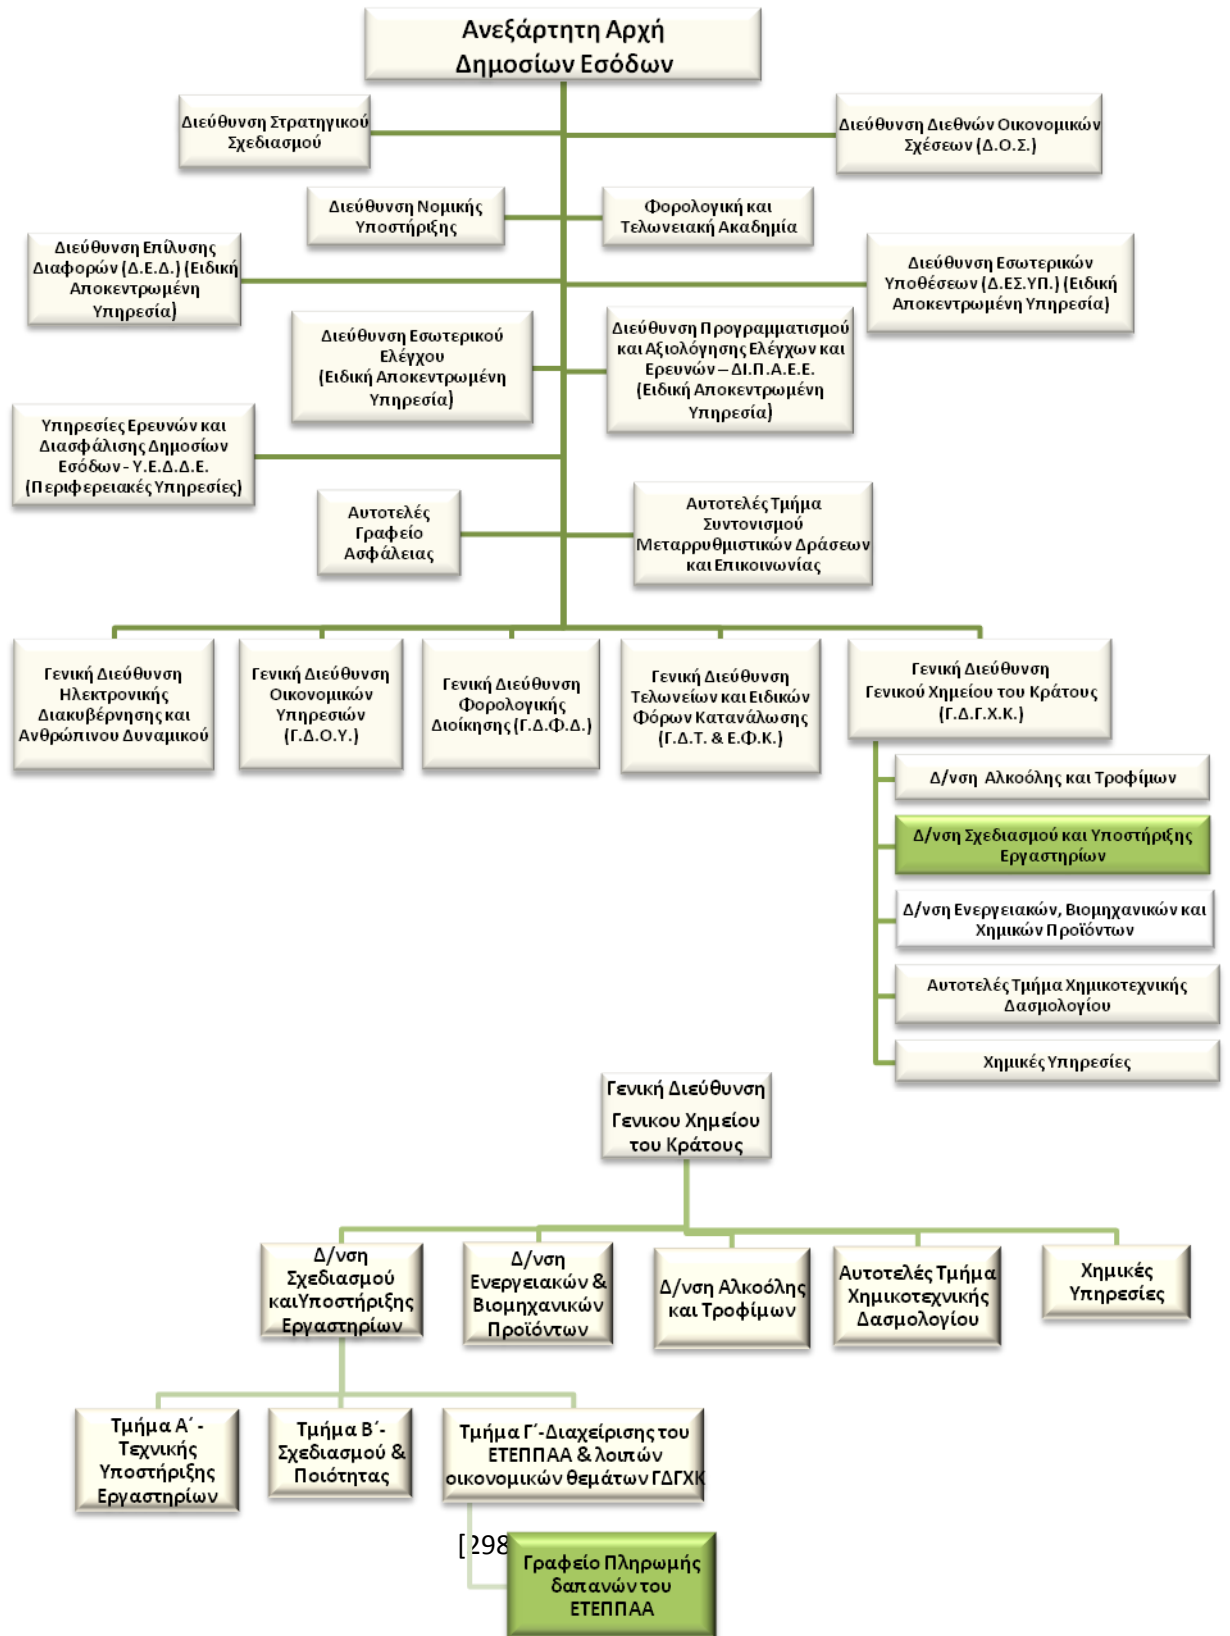 Ανεξάρτητη Αρχή
Δημοσίων Εσόδων
Διεύθυνση Στρατηγικού
Σχεδιασμού
Διεύθυνση Διεθνών Οικονομικών
Σχέσεων (Δ.Ο.Σ.)
Διεύθυνση Νομικής
Υποστήριξης
Φορολογική και
Τελωνειακή Ακαδημία
Διεύθυνση Επίλυσης
Διαφορών (Δ.Ε.Δ.) (Ειδική
Αποκεντρωμένη
Υπηρεσία)
Διεύθυνση Εσωτερικών
Υποθέσεων (Δ.ΕΣ.ΥΠ.) (Ειδική
Αποκεντρωμένη Υπηρεσία)
Διεύθυνση Εσωτερικού
Ελέγχου
(Ειδική Αποκεντρωμένη
Υπηρεσία)
Διεύθυνση Προγραμματισμού
και Αξιολόγησης Ελέγχων και
Ερευνών – ΔΙ.Π.Α.Ε.Ε.
(Ειδική Αποκεντρωμένη
Υπηρεσία)
Υπηρεσίες Ερευνών και
Διασφάλισης Δημοσίων
Εσόδων - Υ.Ε.Δ.Δ.Ε.
(Περιφερειακές Υπηρεσίες)
Αυτοτελές
Γραφείο
Ασφάλειας
Αυτοτελές Τμήμα
Συντονισμού
Μεταρρυθμιστικών Δράσεων
και Επικοινωνίας
Γενική Διεύθυνση
Ηλεκτρονικής
Διακυβέρνησης και
Ανθρώπινου Δυναμικού
Γενική Διεύθυνση
Οικονομικών
Υπηρεσιών
(Γ.Δ.Ο.Υ.)
Γενική Διεύθυνση
Φορολογικής
Διοίκησης (Γ.Δ.Φ.Δ.)
Γενική Διεύθυνση
Τελωνείων και Ειδικών
Φόρων Κατανάλωσης
(Γ.Δ.Τ. & Ε.Φ.Κ.)
Γενική Διεύθυνση
Γενικού Χημείου του Κράτους
(Γ.Δ.Γ.Χ.Κ.)
Δ/νση Αλκοόλης και Τροφίμων
Δ/νση Σχεδιασμού και Υποστήριξης
Εργαστηρίων
Δ/νση Ενεργειακών, Βιομηχανικών και
Χημικών Προϊόντων
Αυτοτελές Τμήμα Χημικοτεχνικής
Δασμολογίου
Χημικές Υπηρεσίες
Γενική Διεύθυνση
Γενικου Χημείου
του Κράτους
Δ/νση
Σχεδιασμού
καιΥποστήριξης
Εργαστηρίων
Δ/νση
Ενεργειακών &
Βιομηχανικών
Προϊόντων
Δ/νση Αλκοόλης
και Τροφίμων
Αυτοτελές Τμήμα
Χημικοτεχνικής
Δασμολογίου
Χημικές
Υπηρεσίες
Τμήμα Α΄ -
Τεχνικής
Υποστήριξης
Εργαστηρίων
Τμήμα Β΄-
Σχεδιασμού &
Ποιότητας
Τμήμα Γ΄-Διαχείρισης του
ΕΤΕΠΠΑΑ & λοιπών
οικονομικών θεμάτων ΓΔΓΧΚ
[298
Γραφείο Πληρωμής
δαπανών του
ΕΤΕΠΠΑΑ